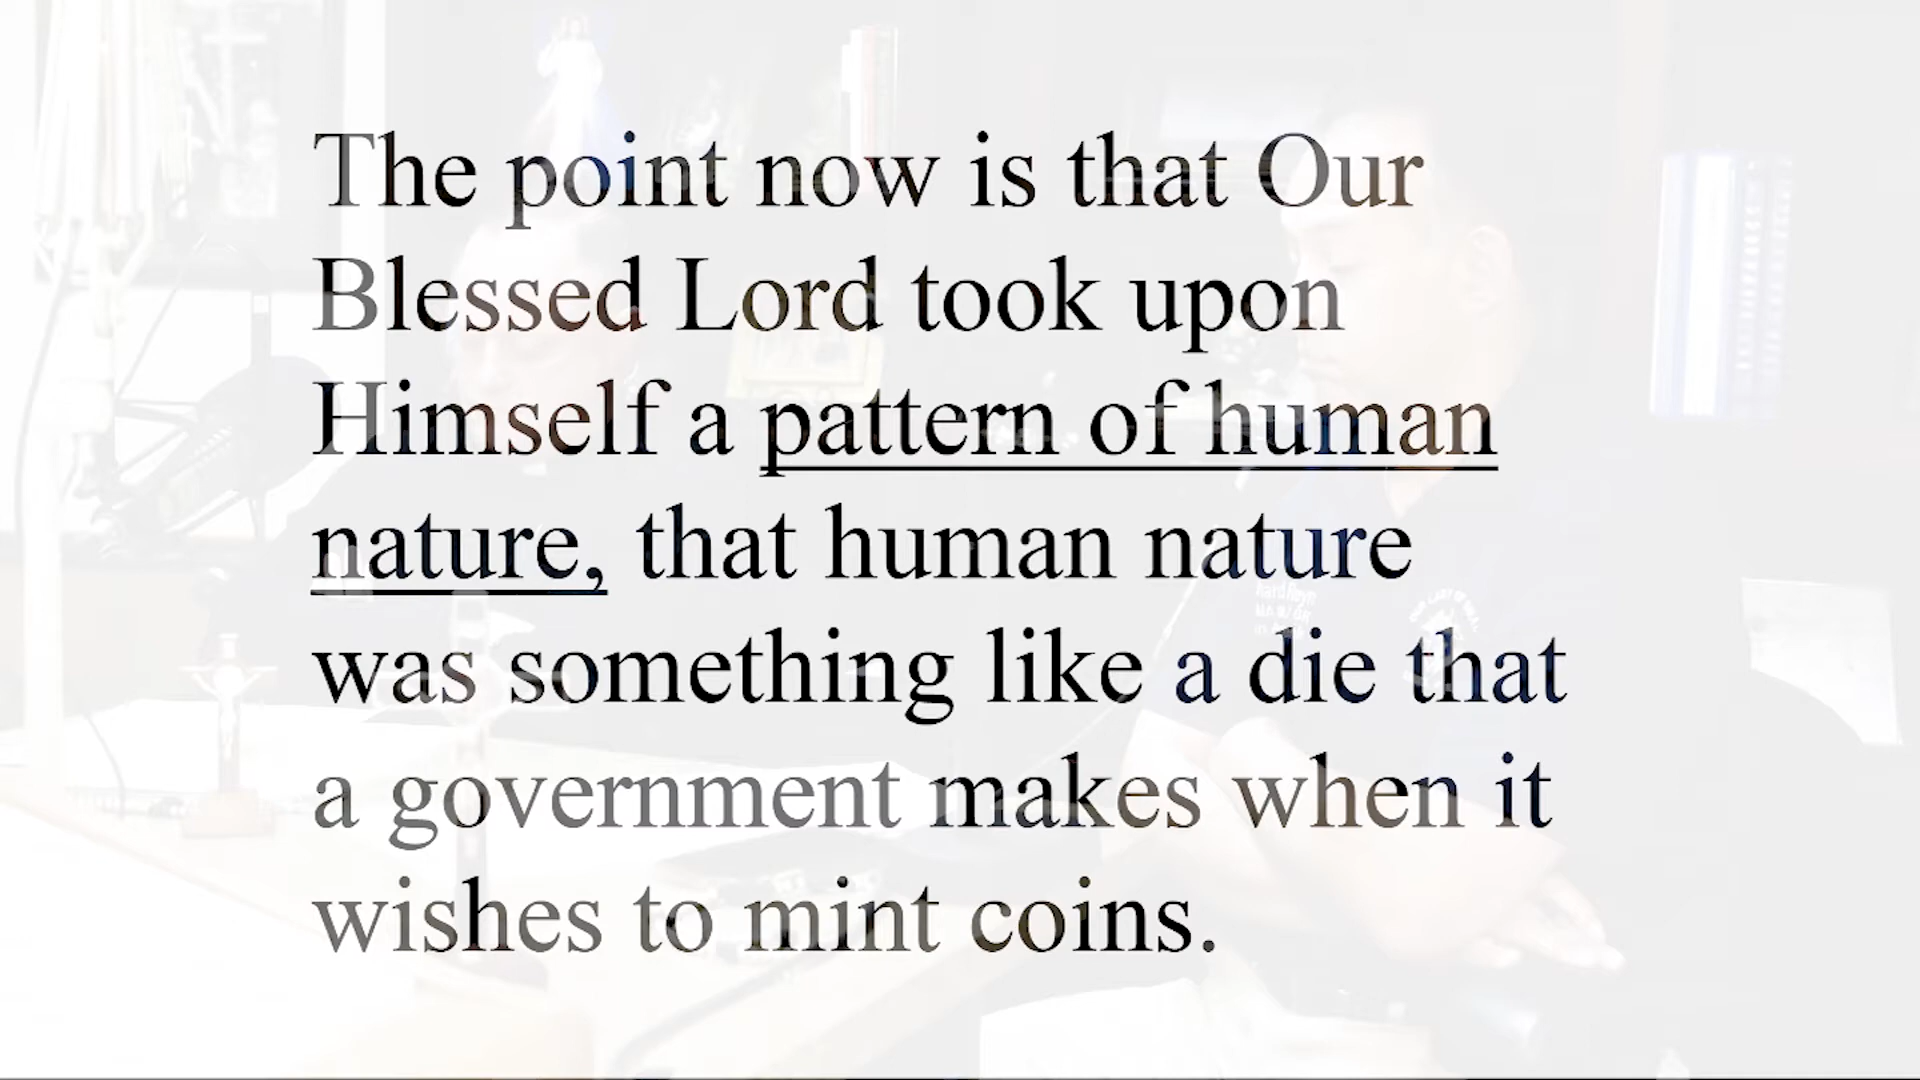 The point now is that Our
Blessed Lord took upon
Himself a pattern of human
nature, that human nature
was something like a die that
a government makes when it
wishes to mint coins.